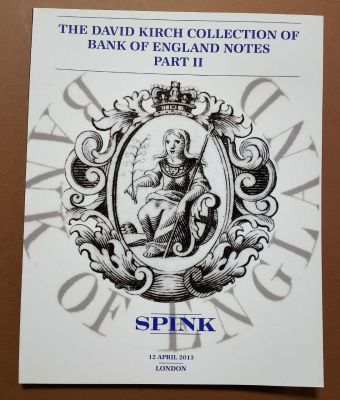 THE DAVID KIRCH COLLECTION OF
BANK OF ENGLAND NOTES
PART II
BANK OF ENGLAND
SPINK
12 APRIL 2013
LONDON